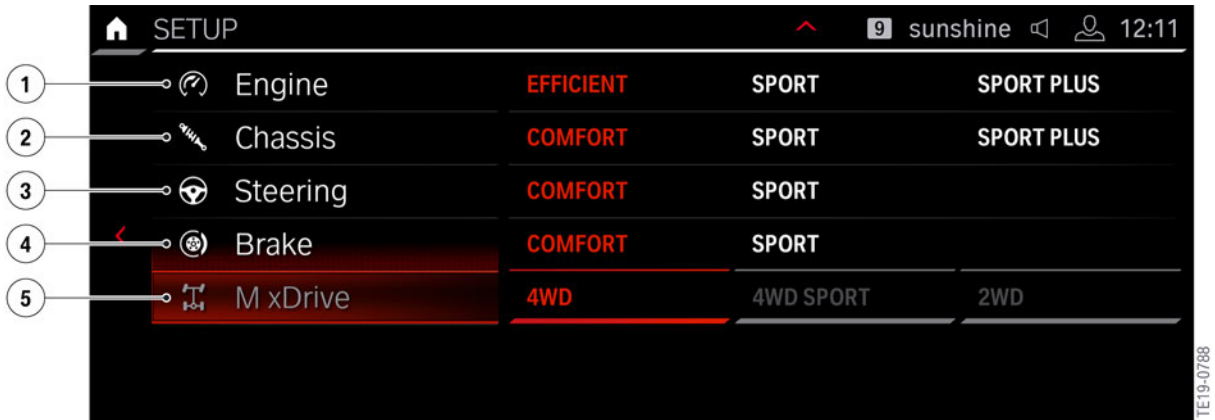 SETUP 9 sunshine 12:11
1 Engine EFFICIENT SPORT SPORT PLUS
2 Chassis COMFORT SPORT SPORT PLUS
3 Steering COMFORT SPORT
4 Brake COMFORT SPORT
5 M xDrive 4WD 4WD SPORT 2WD
TE19-0788